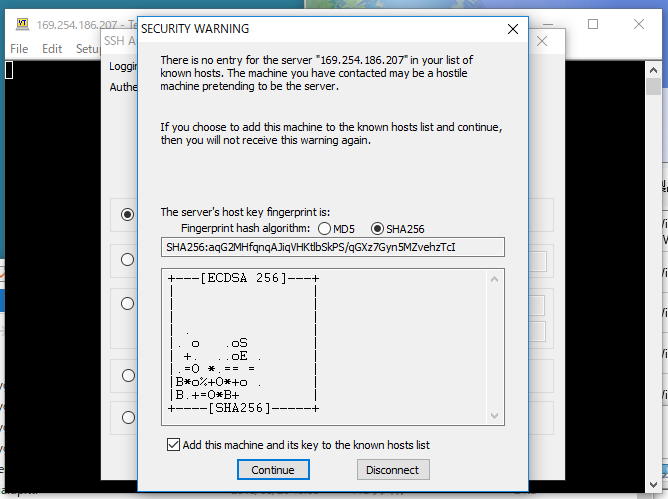 SECURITY WARNING
169.254.186.207 - Te
File Edit Setu
SSH A
Loggin
Authe
There is no entry for the server "169.254.186.207" in your list of
known hosts. The machine you have contacted may be a hostile
machine pretending to be the server.
If you choose to add this machine to the known hosts list and continue,
then you will not receive this warning again.
The server's host key fingerprint is:
Fingerprint hash algorithm: MD5 SHA256
SHA256:aqG2MHfqnqAJiqVHKtlbSkPS/qGXz7Gyn5MZvehzTcI
+---[ECDSA 256]---+
|                 |
|                 |
|                 |
| .               |
|. o    .oS       |
| +.   ..oE .     |
|.=O *.== =       |
|B*o%+O*+o .      |
|B.+=O*B+         |
+----[SHA256]-----+
Add this machine and its key to the known hosts list
Continue Disconnect